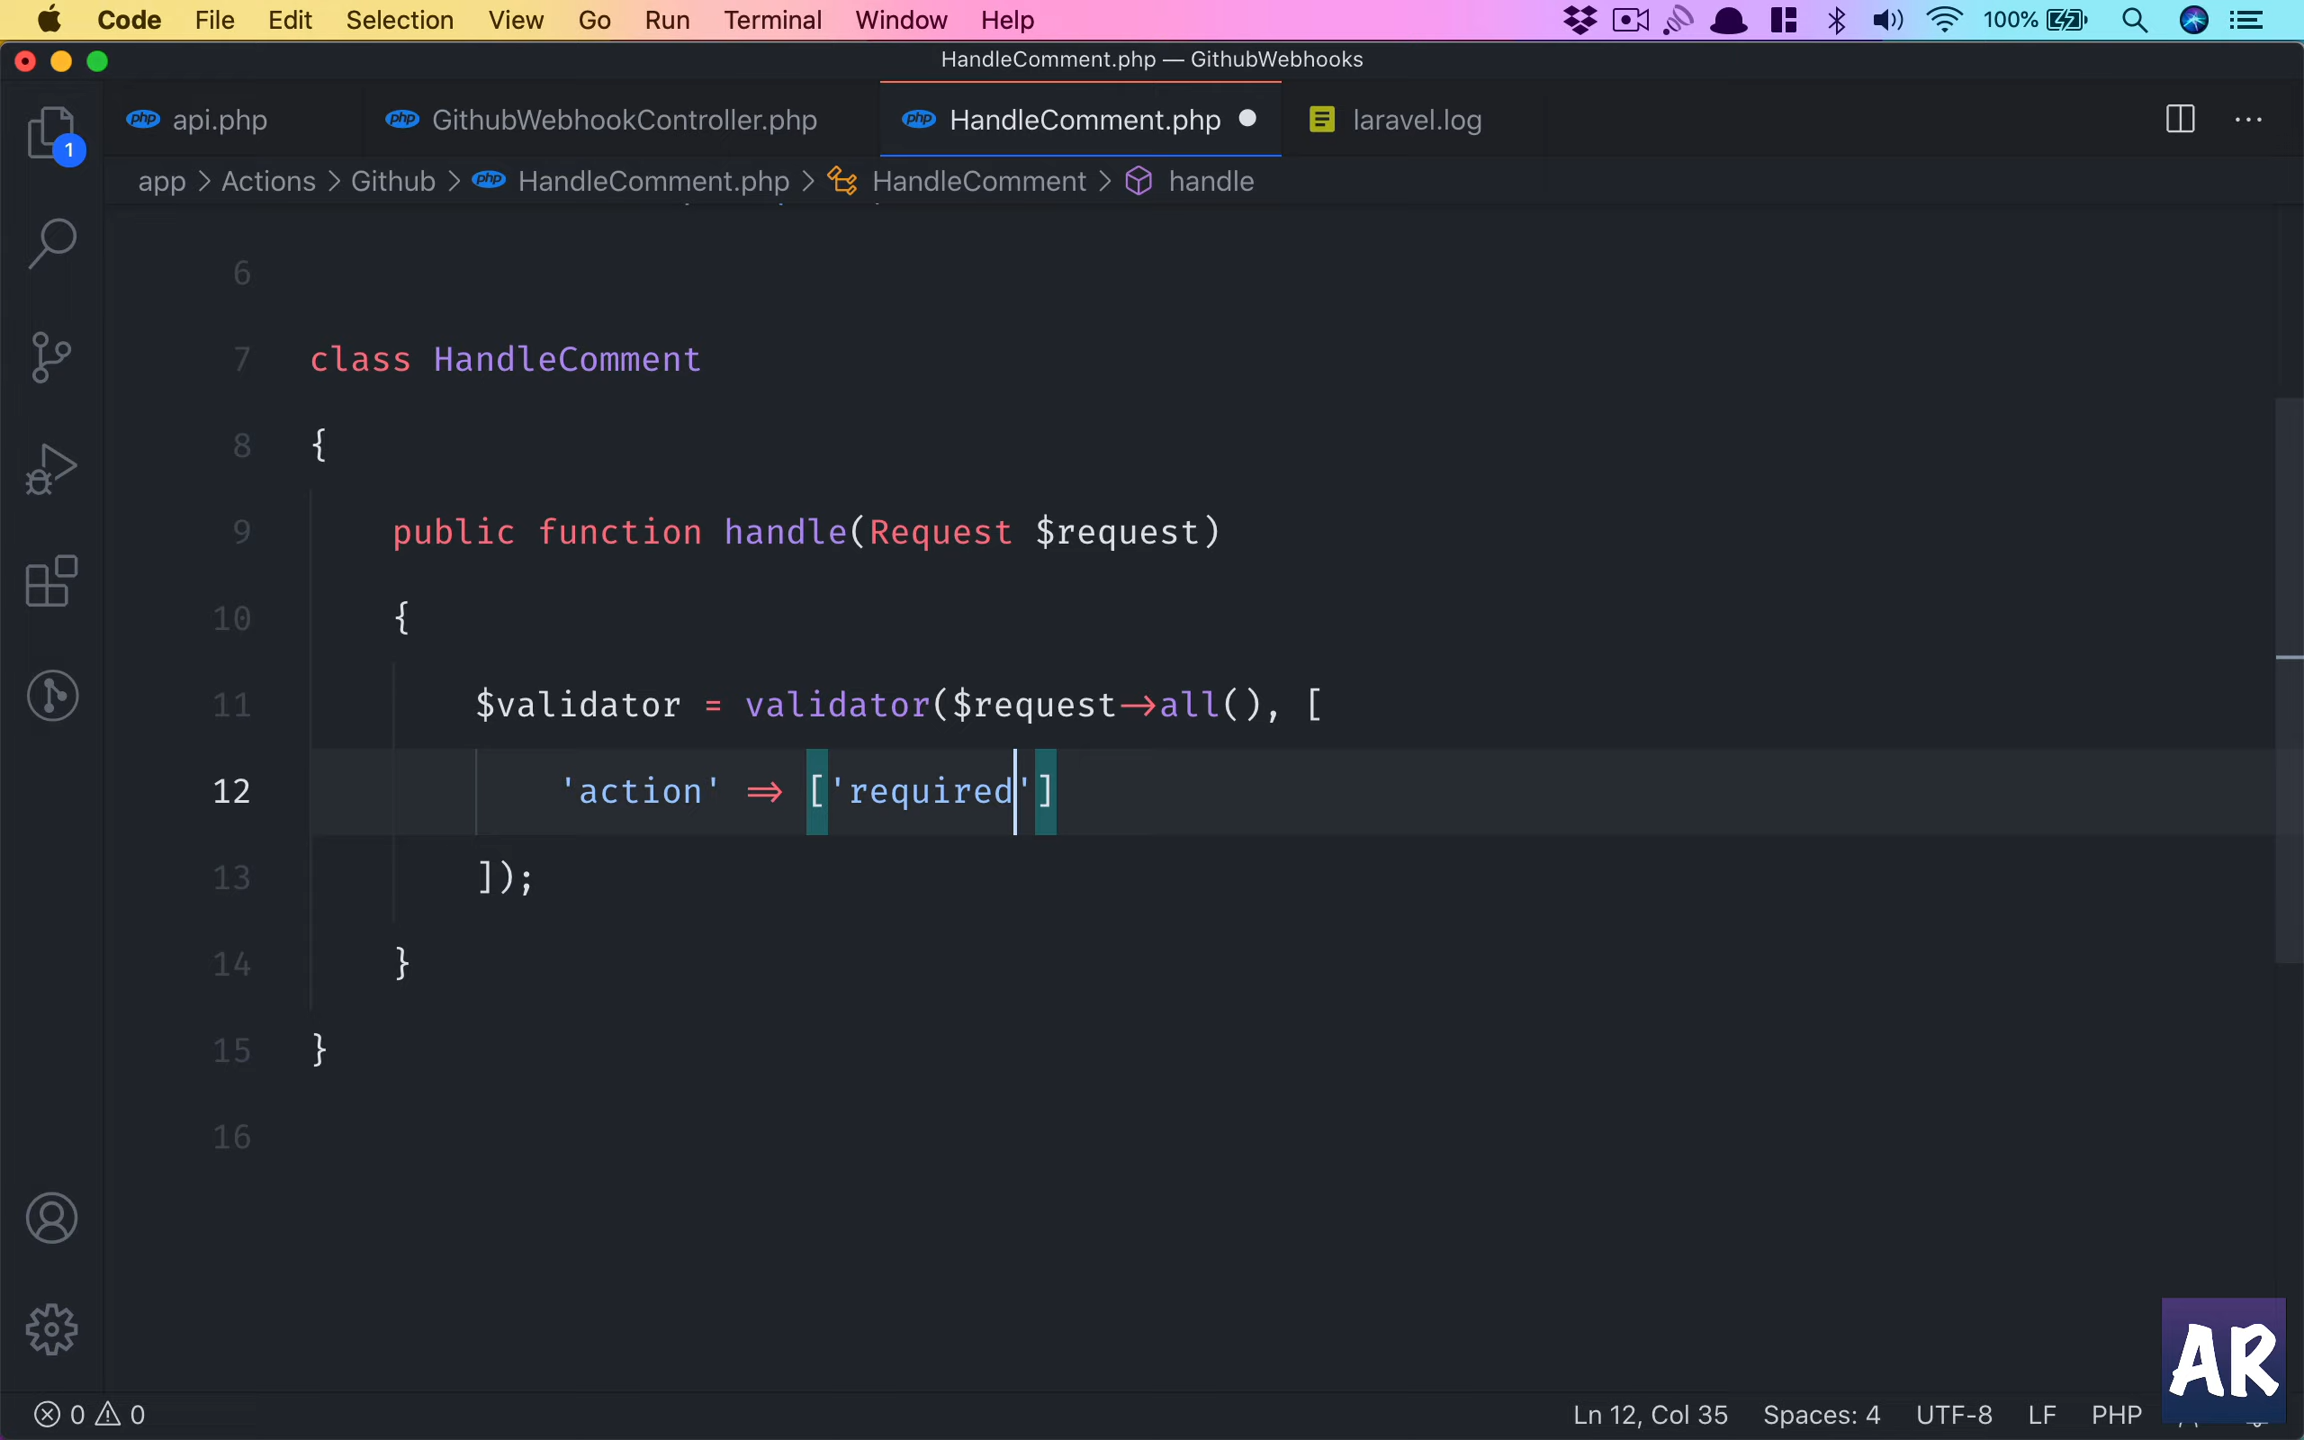 Code File Edit Selection View Go Run Terminal Window Help 100%
HandleComment.php — GithubWebhooks
1
api.php GithubWebhookController.php HandleComment.php laravel.log
app > Actions > Github > HandleComment.php > HandleComment > handle
6
7 class HandleComment
8 {
9 public function handle(Request $request)
10 {
11 $validator = validator($request->all(), [
12 'action' => ['required']
13 ]);
14 }
15 }
16
AR
0 0 Ln 12, Col 35 Spaces: 4 UTF-8 LF PHP